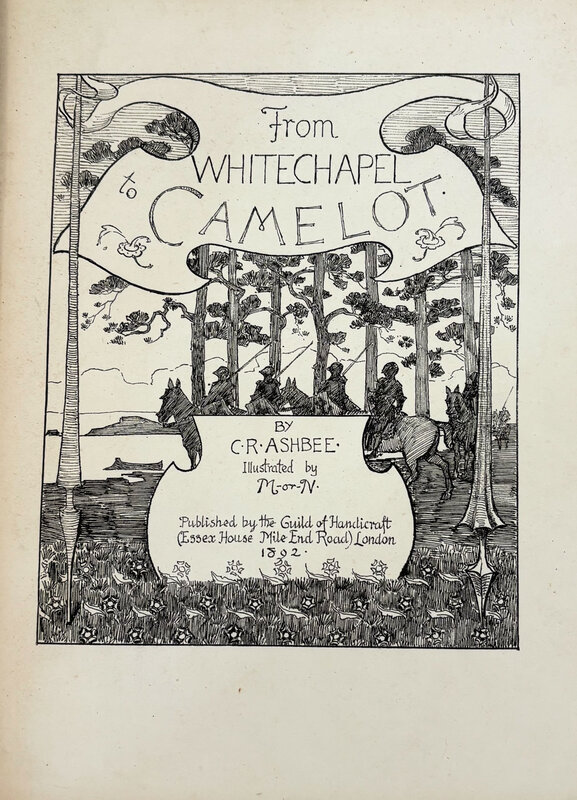 From
WHITECHAPEL
to
CAMELOT.
BY
C·R·ASHBEE·
Illustrated by
M-or-N·
Published by the Guild of Handicraft
(Essex House Mile End Road) London
1892·